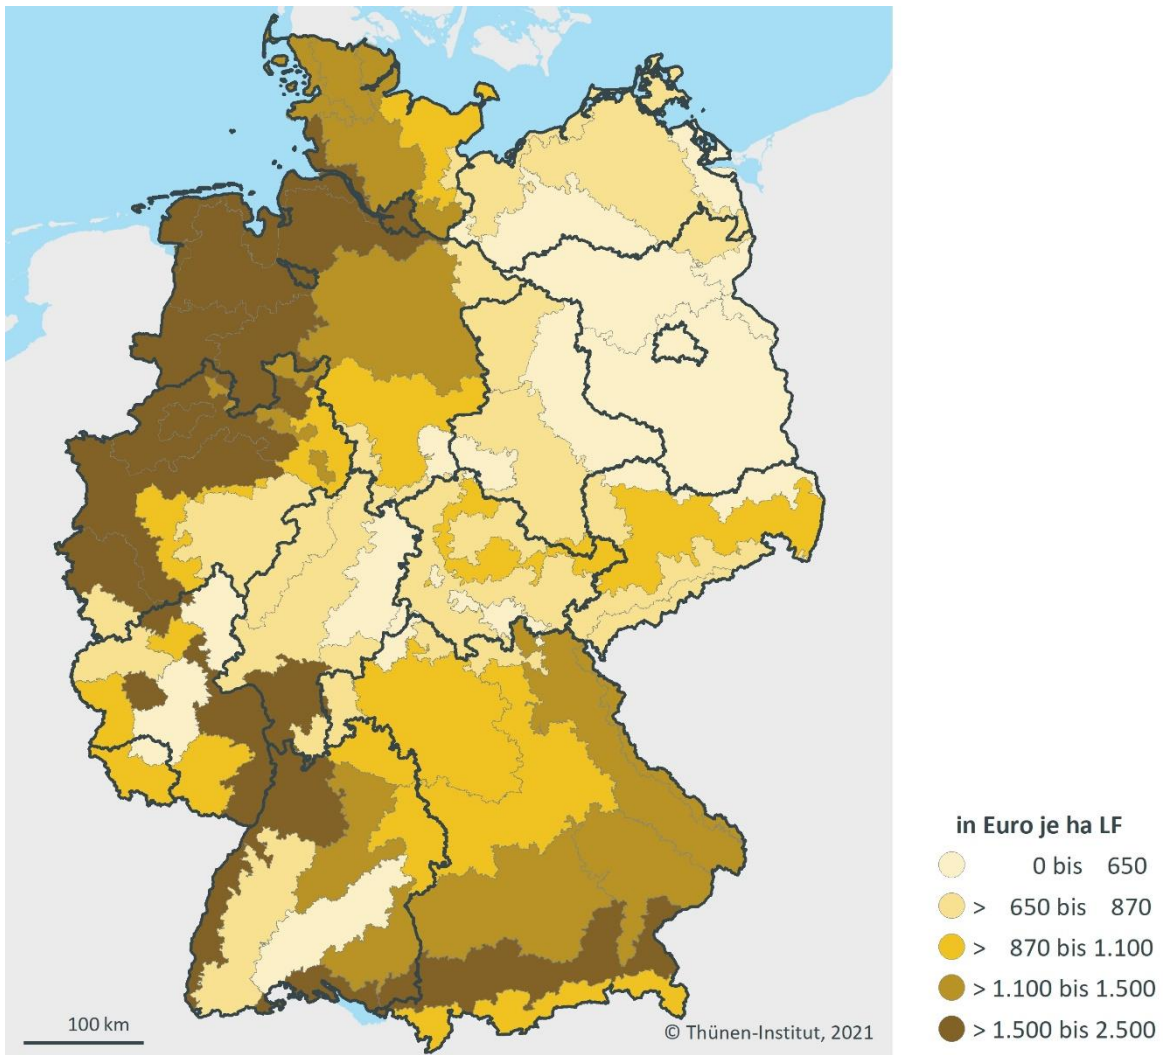 in Euro je ha LF
0 bis 650
> 650 bis 870
> 870 bis 1.100
> 1.100 bis 1.500
> 1.500 bis 2.500
100 km
© Thünen-Institut, 2021